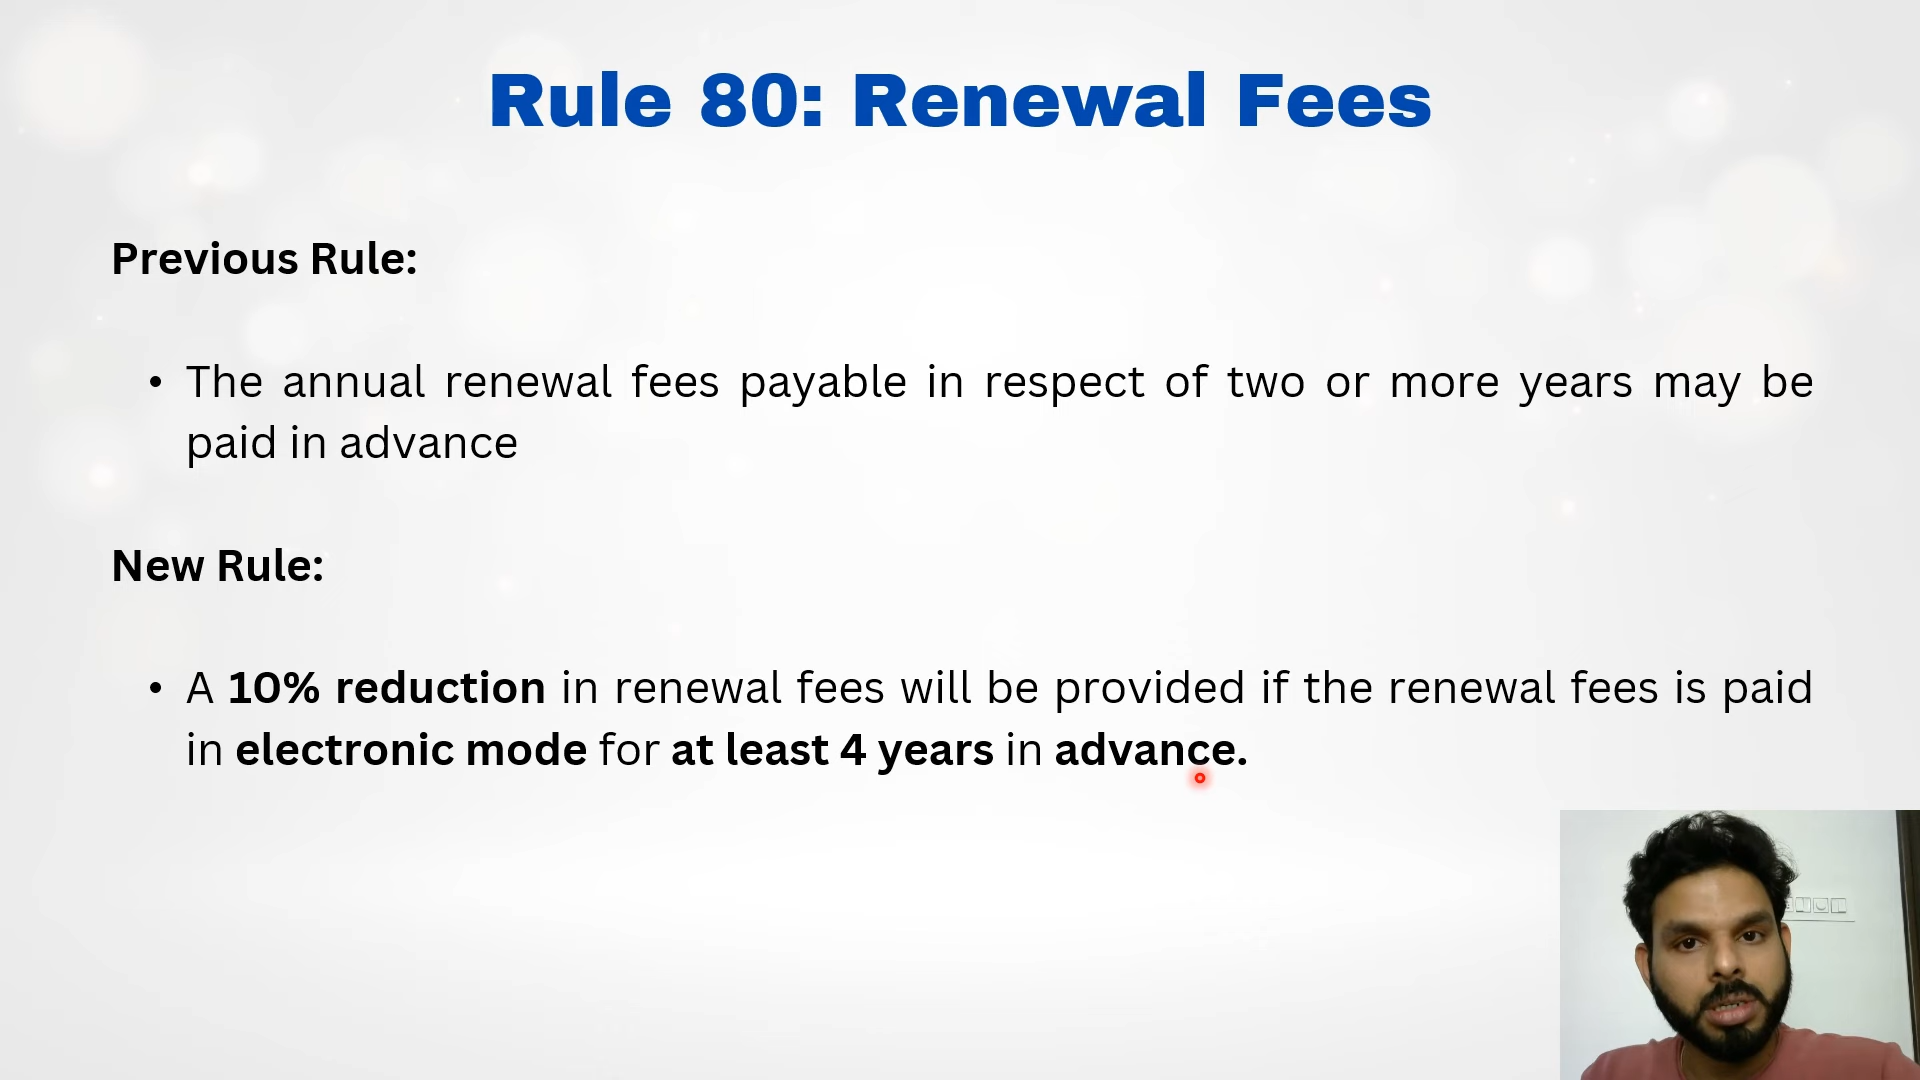 Rule 80: Renewal Fees
Previous Rule:
• The annual renewal fees payable in respect of two or more years may be
paid in advance
New Rule:
• A 10% reduction in renewal fees will be provided if the renewal fees is paid
in electronic mode for at least 4 years in advance.